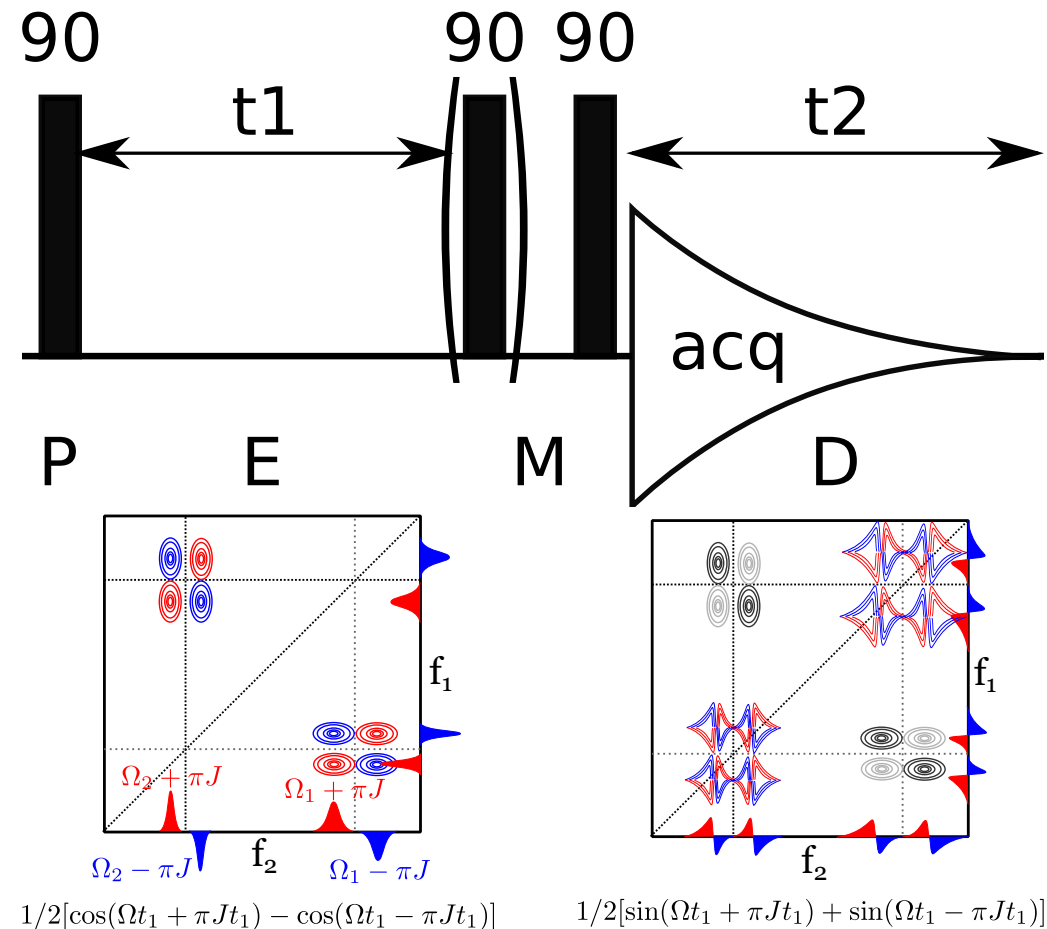 90 90 90
t1 t2
acq
P E M D
f₁ f₁
Ω₂ + πJ Ω₁ + πJ
Ω₂ − πJ f₂ Ω₁ − πJ f₂
1/2[cos(Ωt₁ + πJt₁) − cos(Ωt₁ − πJt₁)] 1/2[sin(Ωt₁ + πJt₁) + sin(Ωt₁ − πJt₁)]